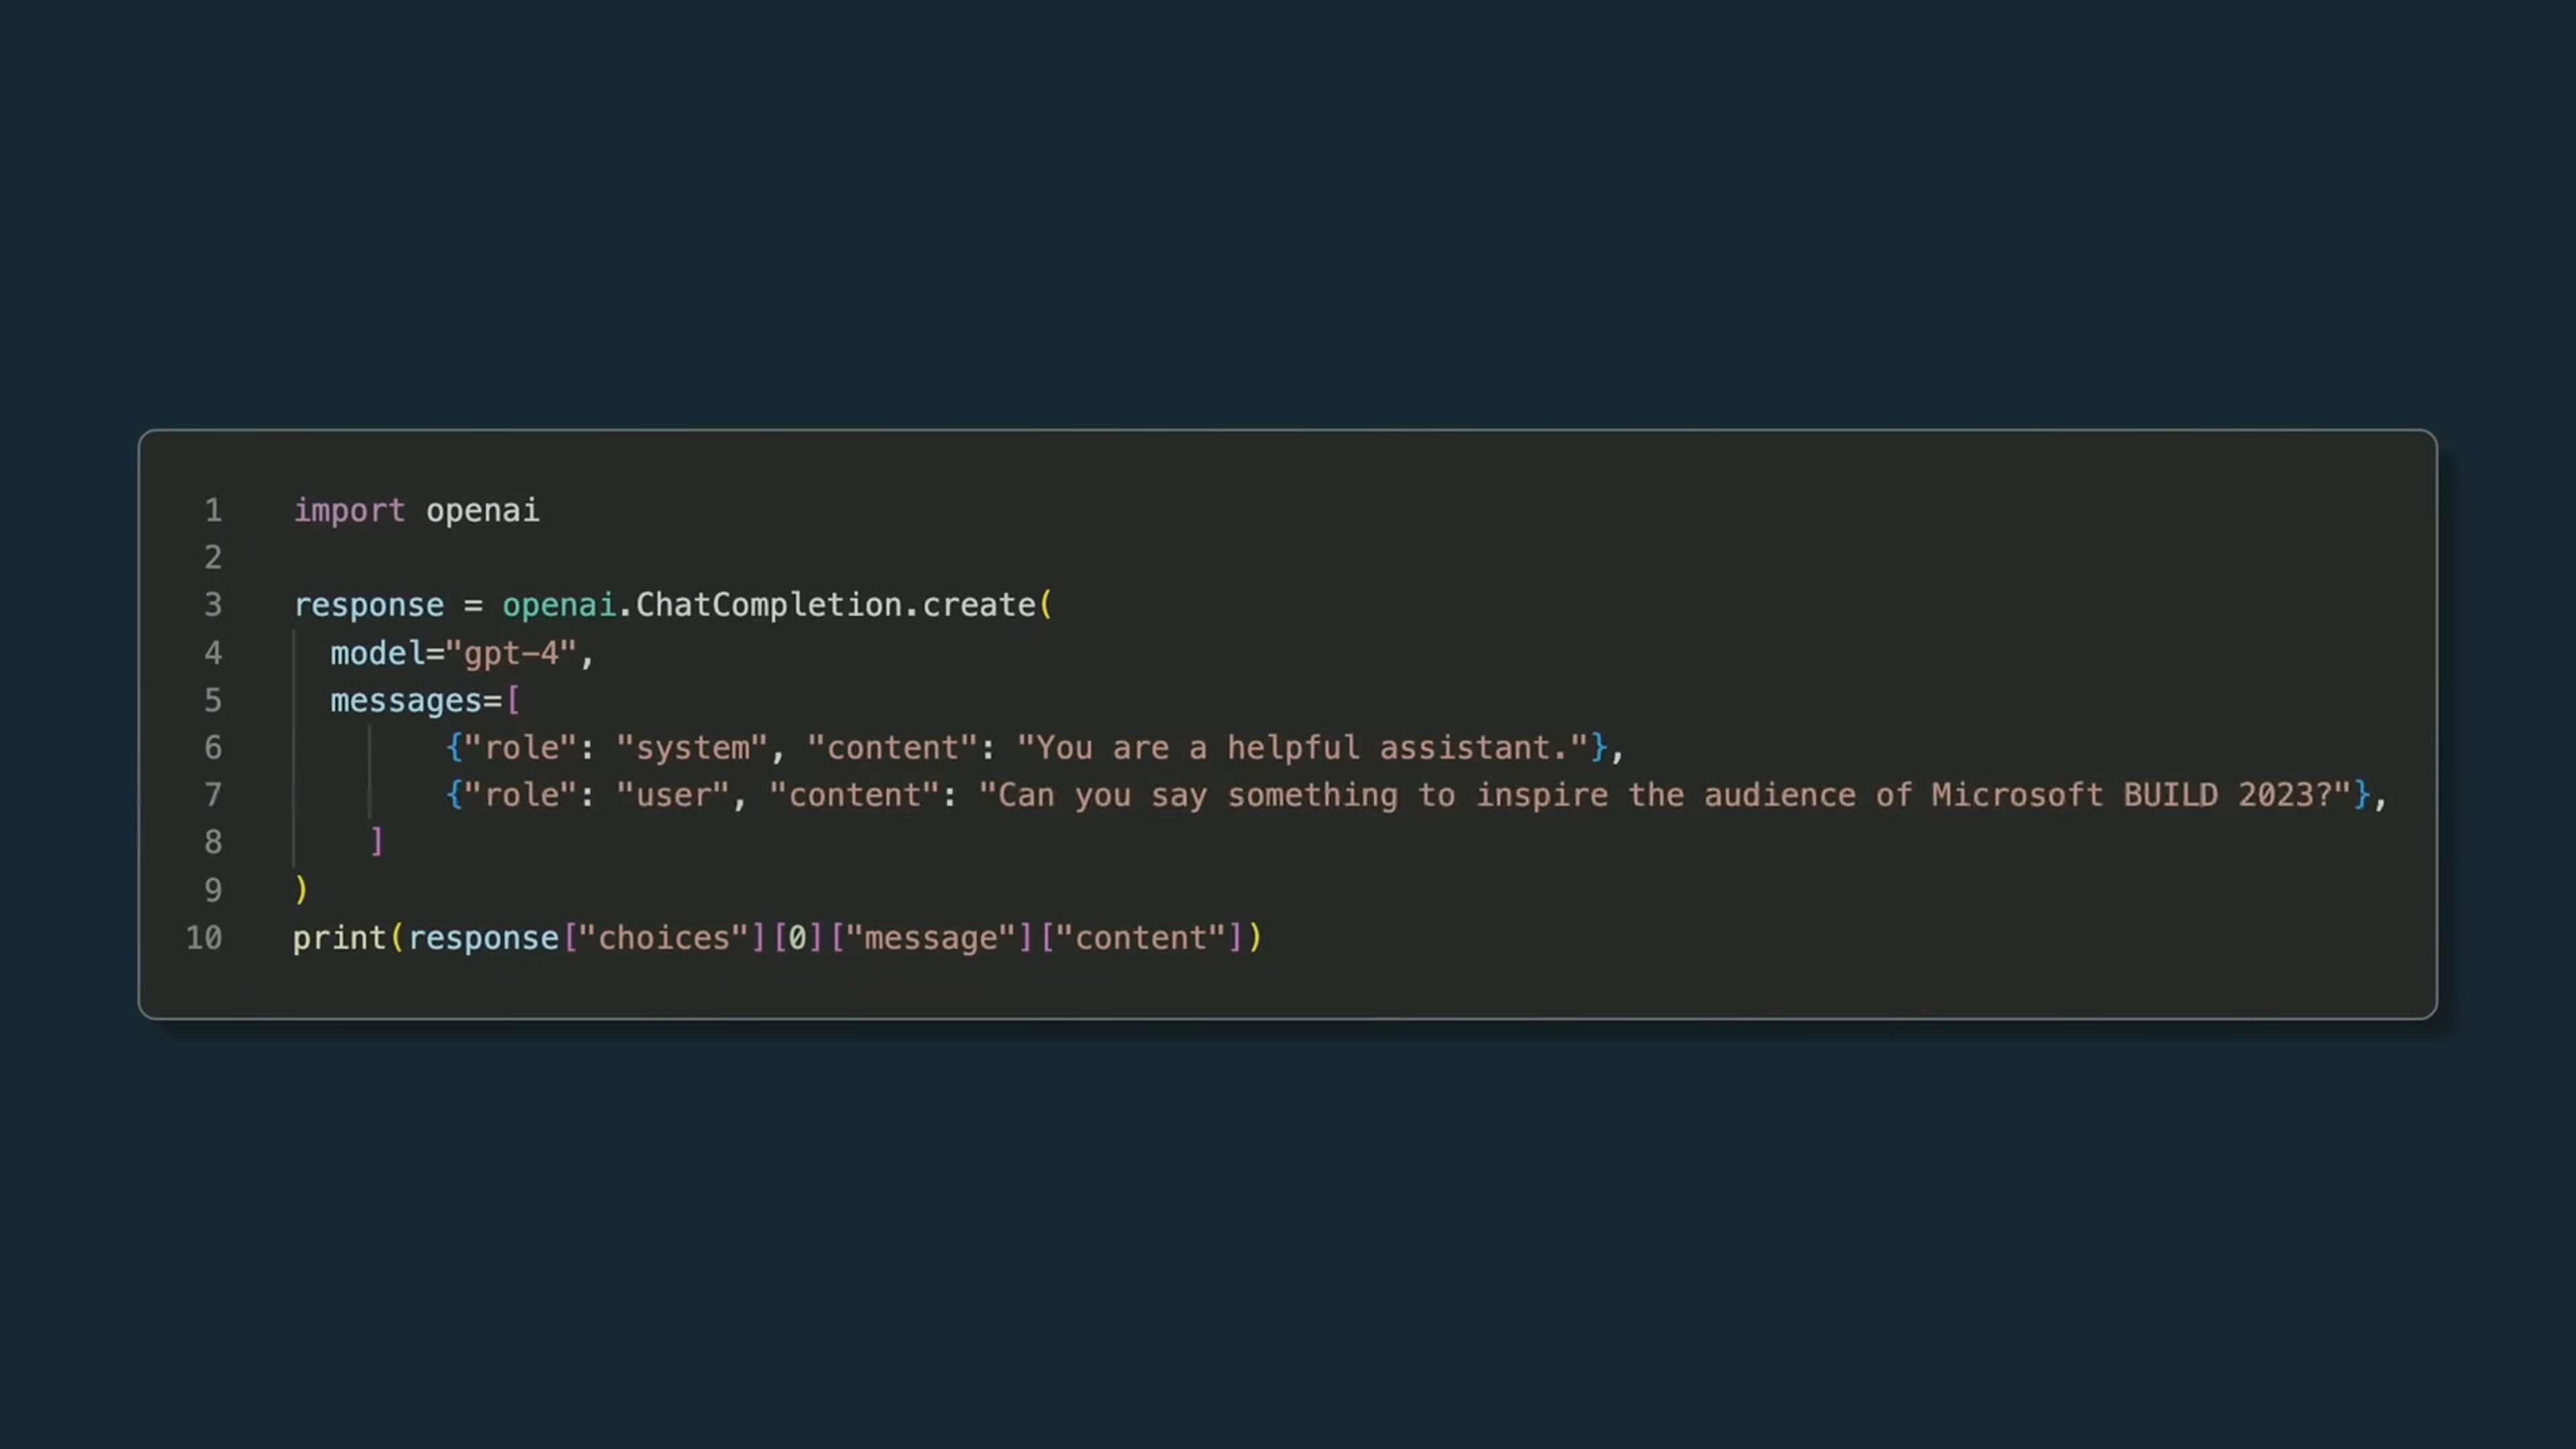 1 import openai
2
3 response = openai.ChatCompletion.create(
4 model="gpt-4",
5 messages=[
6 {"role": "system", "content": "You are a helpful assistant."},
7 {"role": "user", "content": "Can you say something to inspire the audience of Microsoft BUILD 2023?"},
8 ]
9 )
10 print(response["choices"][0]["message"]["content"])